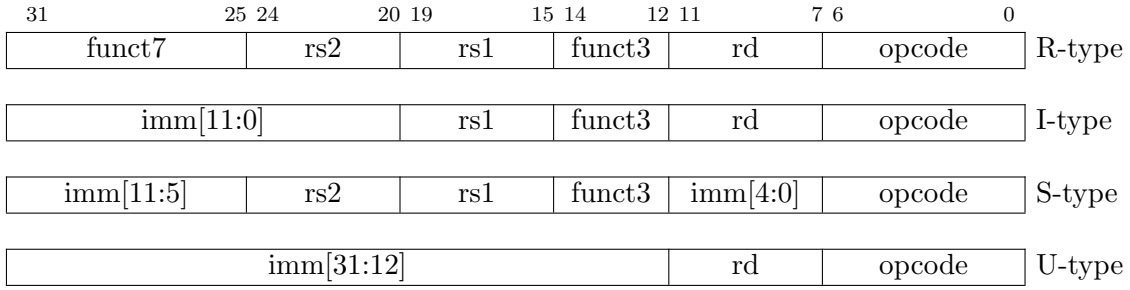 31 25 24 20 19 15 14 12 11 7 6 0
funct7 rs2 rs1 funct3 rd opcode R-type
imm[11:0] rs1 funct3 rd opcode I-type
imm[11:5] rs2 rs1 funct3 imm[4:0] opcode S-type
imm[31:12] rd opcode U-type